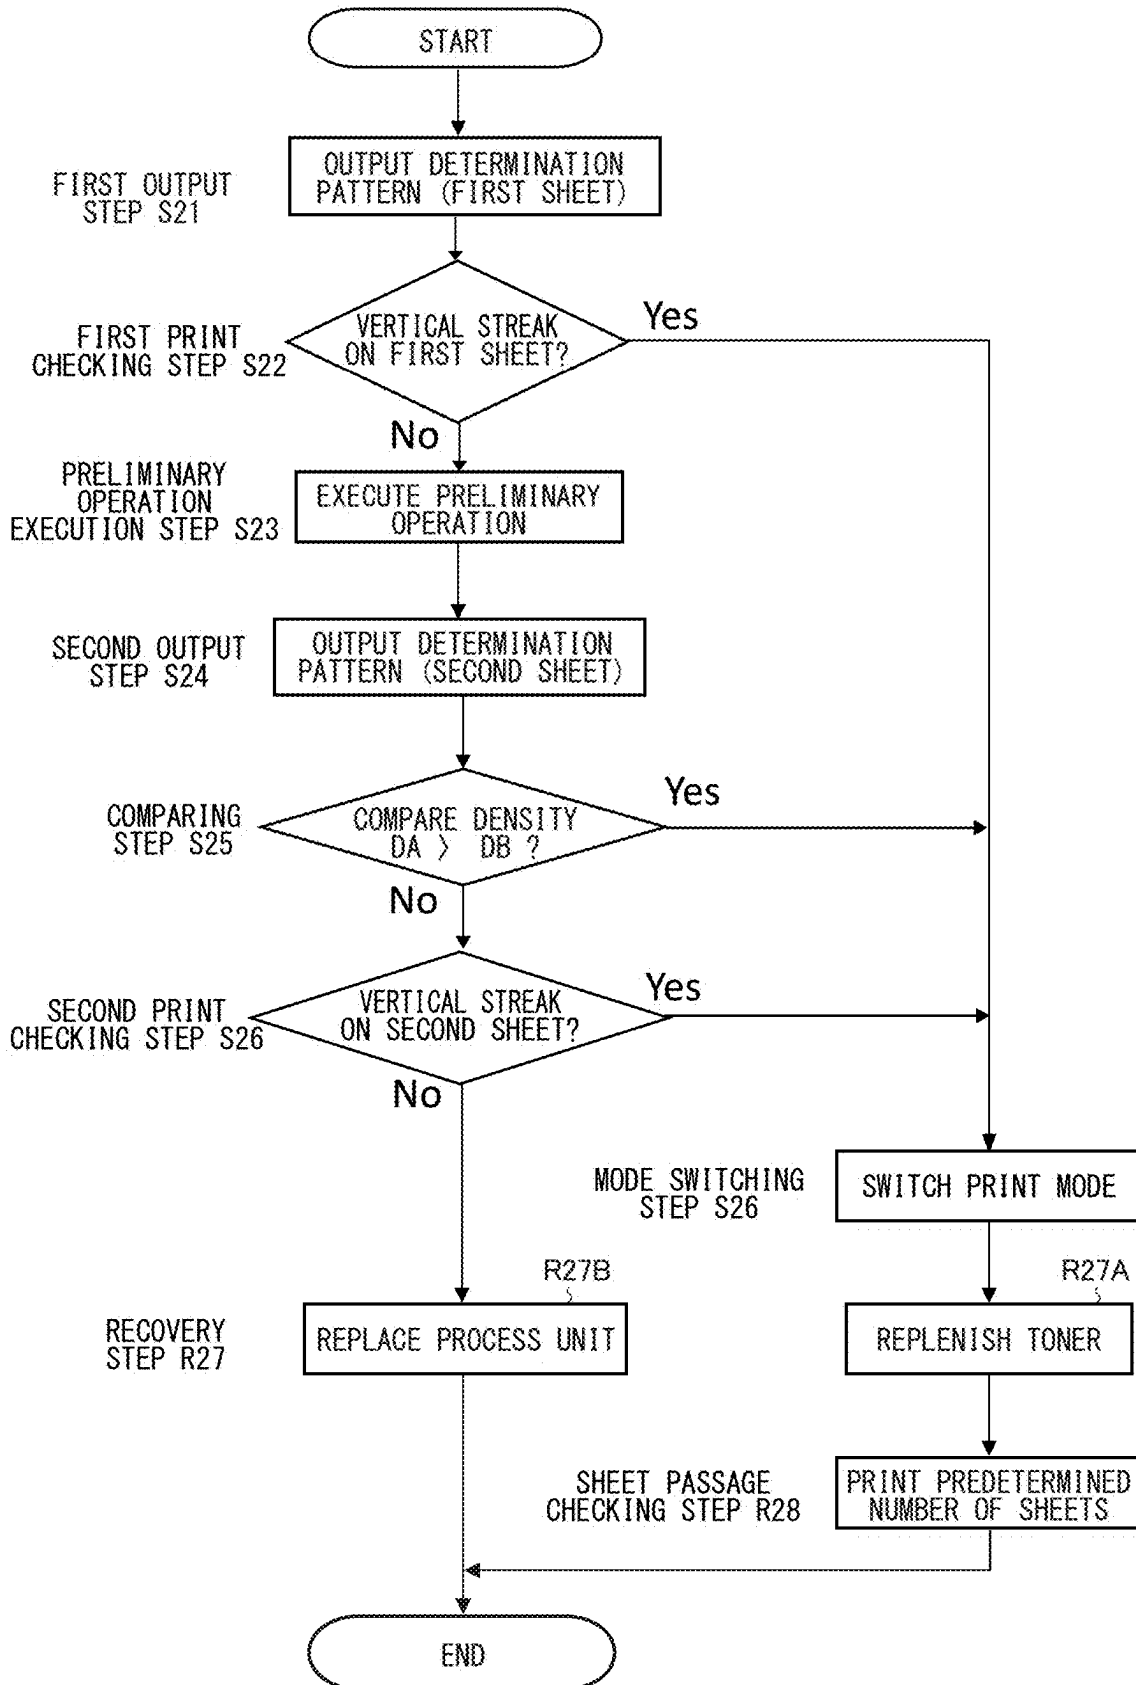 START
FIRST OUTPUT
STEP S21
OUTPUT DETERMINATION
PATTERN (FIRST SHEET)
FIRST PRINT
CHECKING STEP S22
VERTICAL STREAK
ON FIRST SHEET?
Yes
No
PRELIMINARY
OPERATION
EXECUTION STEP S23
EXECUTE PRELIMINARY
OPERATION
SECOND OUTPUT
STEP S24
OUTPUT DETERMINATION
PATTERN (SECOND SHEET)
COMPARING
STEP S25
COMPARE DENSITY
DA > DB ?
Yes
No
SECOND PRINT
CHECKING STEP S26
VERTICAL STREAK
ON SECOND SHEET?
Yes
No
MODE SWITCHING
STEP S26
SWITCH PRINT MODE
R27B
R27A
RECOVERY
STEP R27
REPLACE PROCESS UNIT
REPLENISH TONER
SHEET PASSAGE
CHECKING STEP R28
PRINT PREDETERMINED
NUMBER OF SHEETS
END